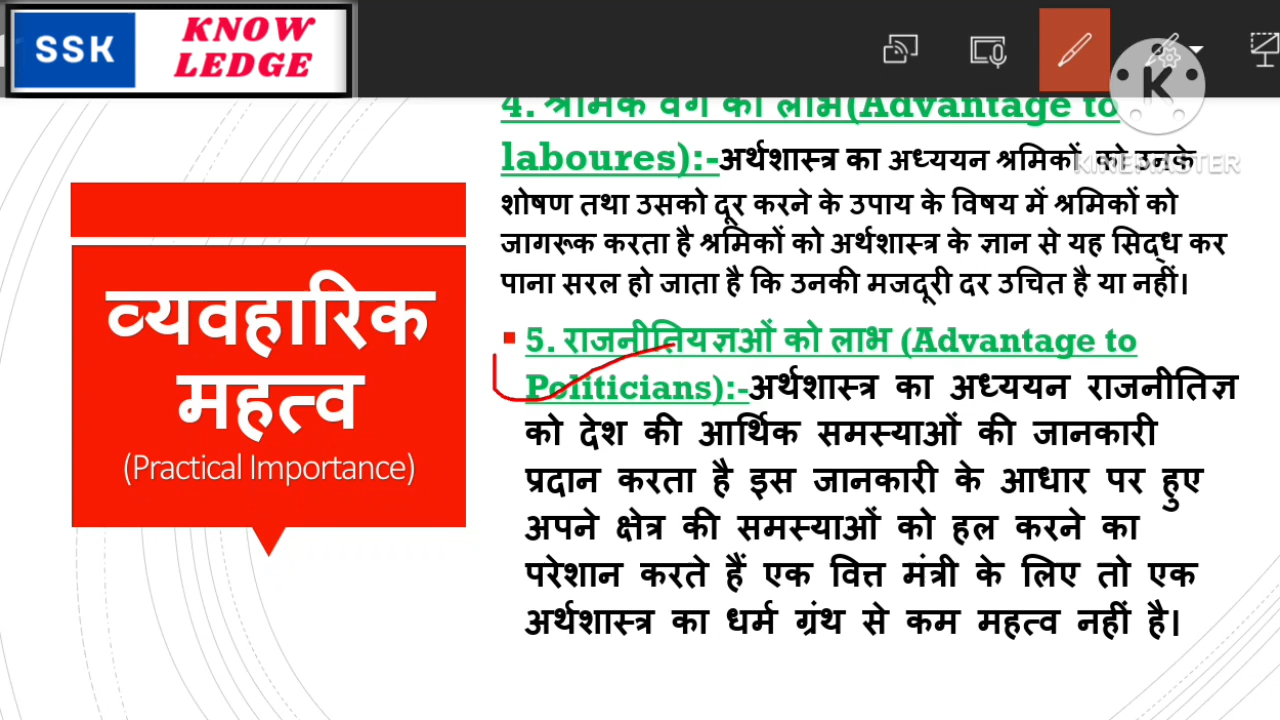 SSK
KNOW
LEDGE
K
KINEMASTER
व्यवहारिक
महत्व
(Practical Importance)
4. श्रमिक वर्ग को लाभ(Advantage to
laboures):-अर्थशास्त्र का अध्ययन श्रमिकों को उनके
शोषण तथा उसको दूर करने के उपाय के विषय में श्रमिकों को
जागरूक करता है श्रमिकों को अर्थशास्त्र के ज्ञान से यह सिद्ध कर
पाना सरल हो जाता है कि उनकी मजदूरी दर उचित है या नहीं।
5. राजनीतियज्ञओं को लाभ (Advantage to
Politicians):-अर्थशास्त्र का अध्ययन राजनीतिज्ञ
को देश की आर्थिक समस्याओं की जानकारी
प्रदान करता है इस जानकारी के आधार पर हुए
अपने क्षेत्र की समस्याओं को हल करने का
परेशान करते हैं एक वित्त मंत्री के लिए तो एक
अर्थशास्त्र का धर्म ग्रंथ से कम महत्व नहीं है।